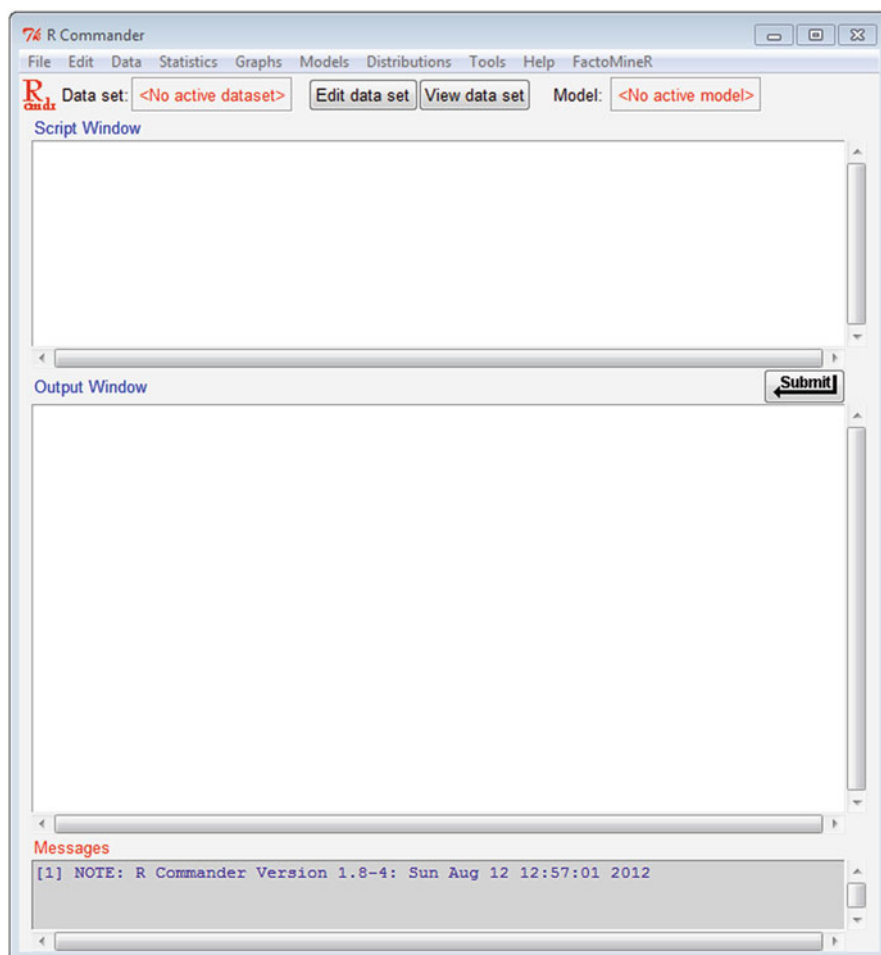 R Commander
File Edit Data Statistics Graphs Models Distributions Tools Help FactoMineR
Rcmdr Data set: <No active dataset> Edit data set View data set Model: <No active model>
Script Window
Output Window
Submit
Messages
[1] NOTE: R Commander Version 1.8-4: Sun Aug 12 12:57:01 2012